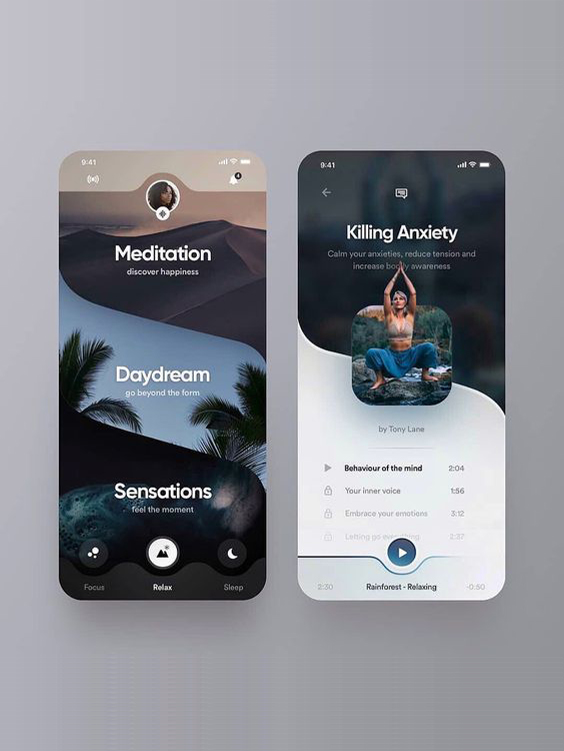 9:41
4
Meditation
discover happiness
Daydream
go beyond the form
Sensations
feel the moment
Focus
Relax
Sleep
9:41
Killing Anxiety
Calm your anxieties, reduce tension and
increase bodily awareness
by Tony Lane
Behaviour of the mind 2:04
Your inner voice 1:56
Embrace your emotions 3:12
Letting go everything 2:37
2:30 Rainforest - Relaxing -0:50